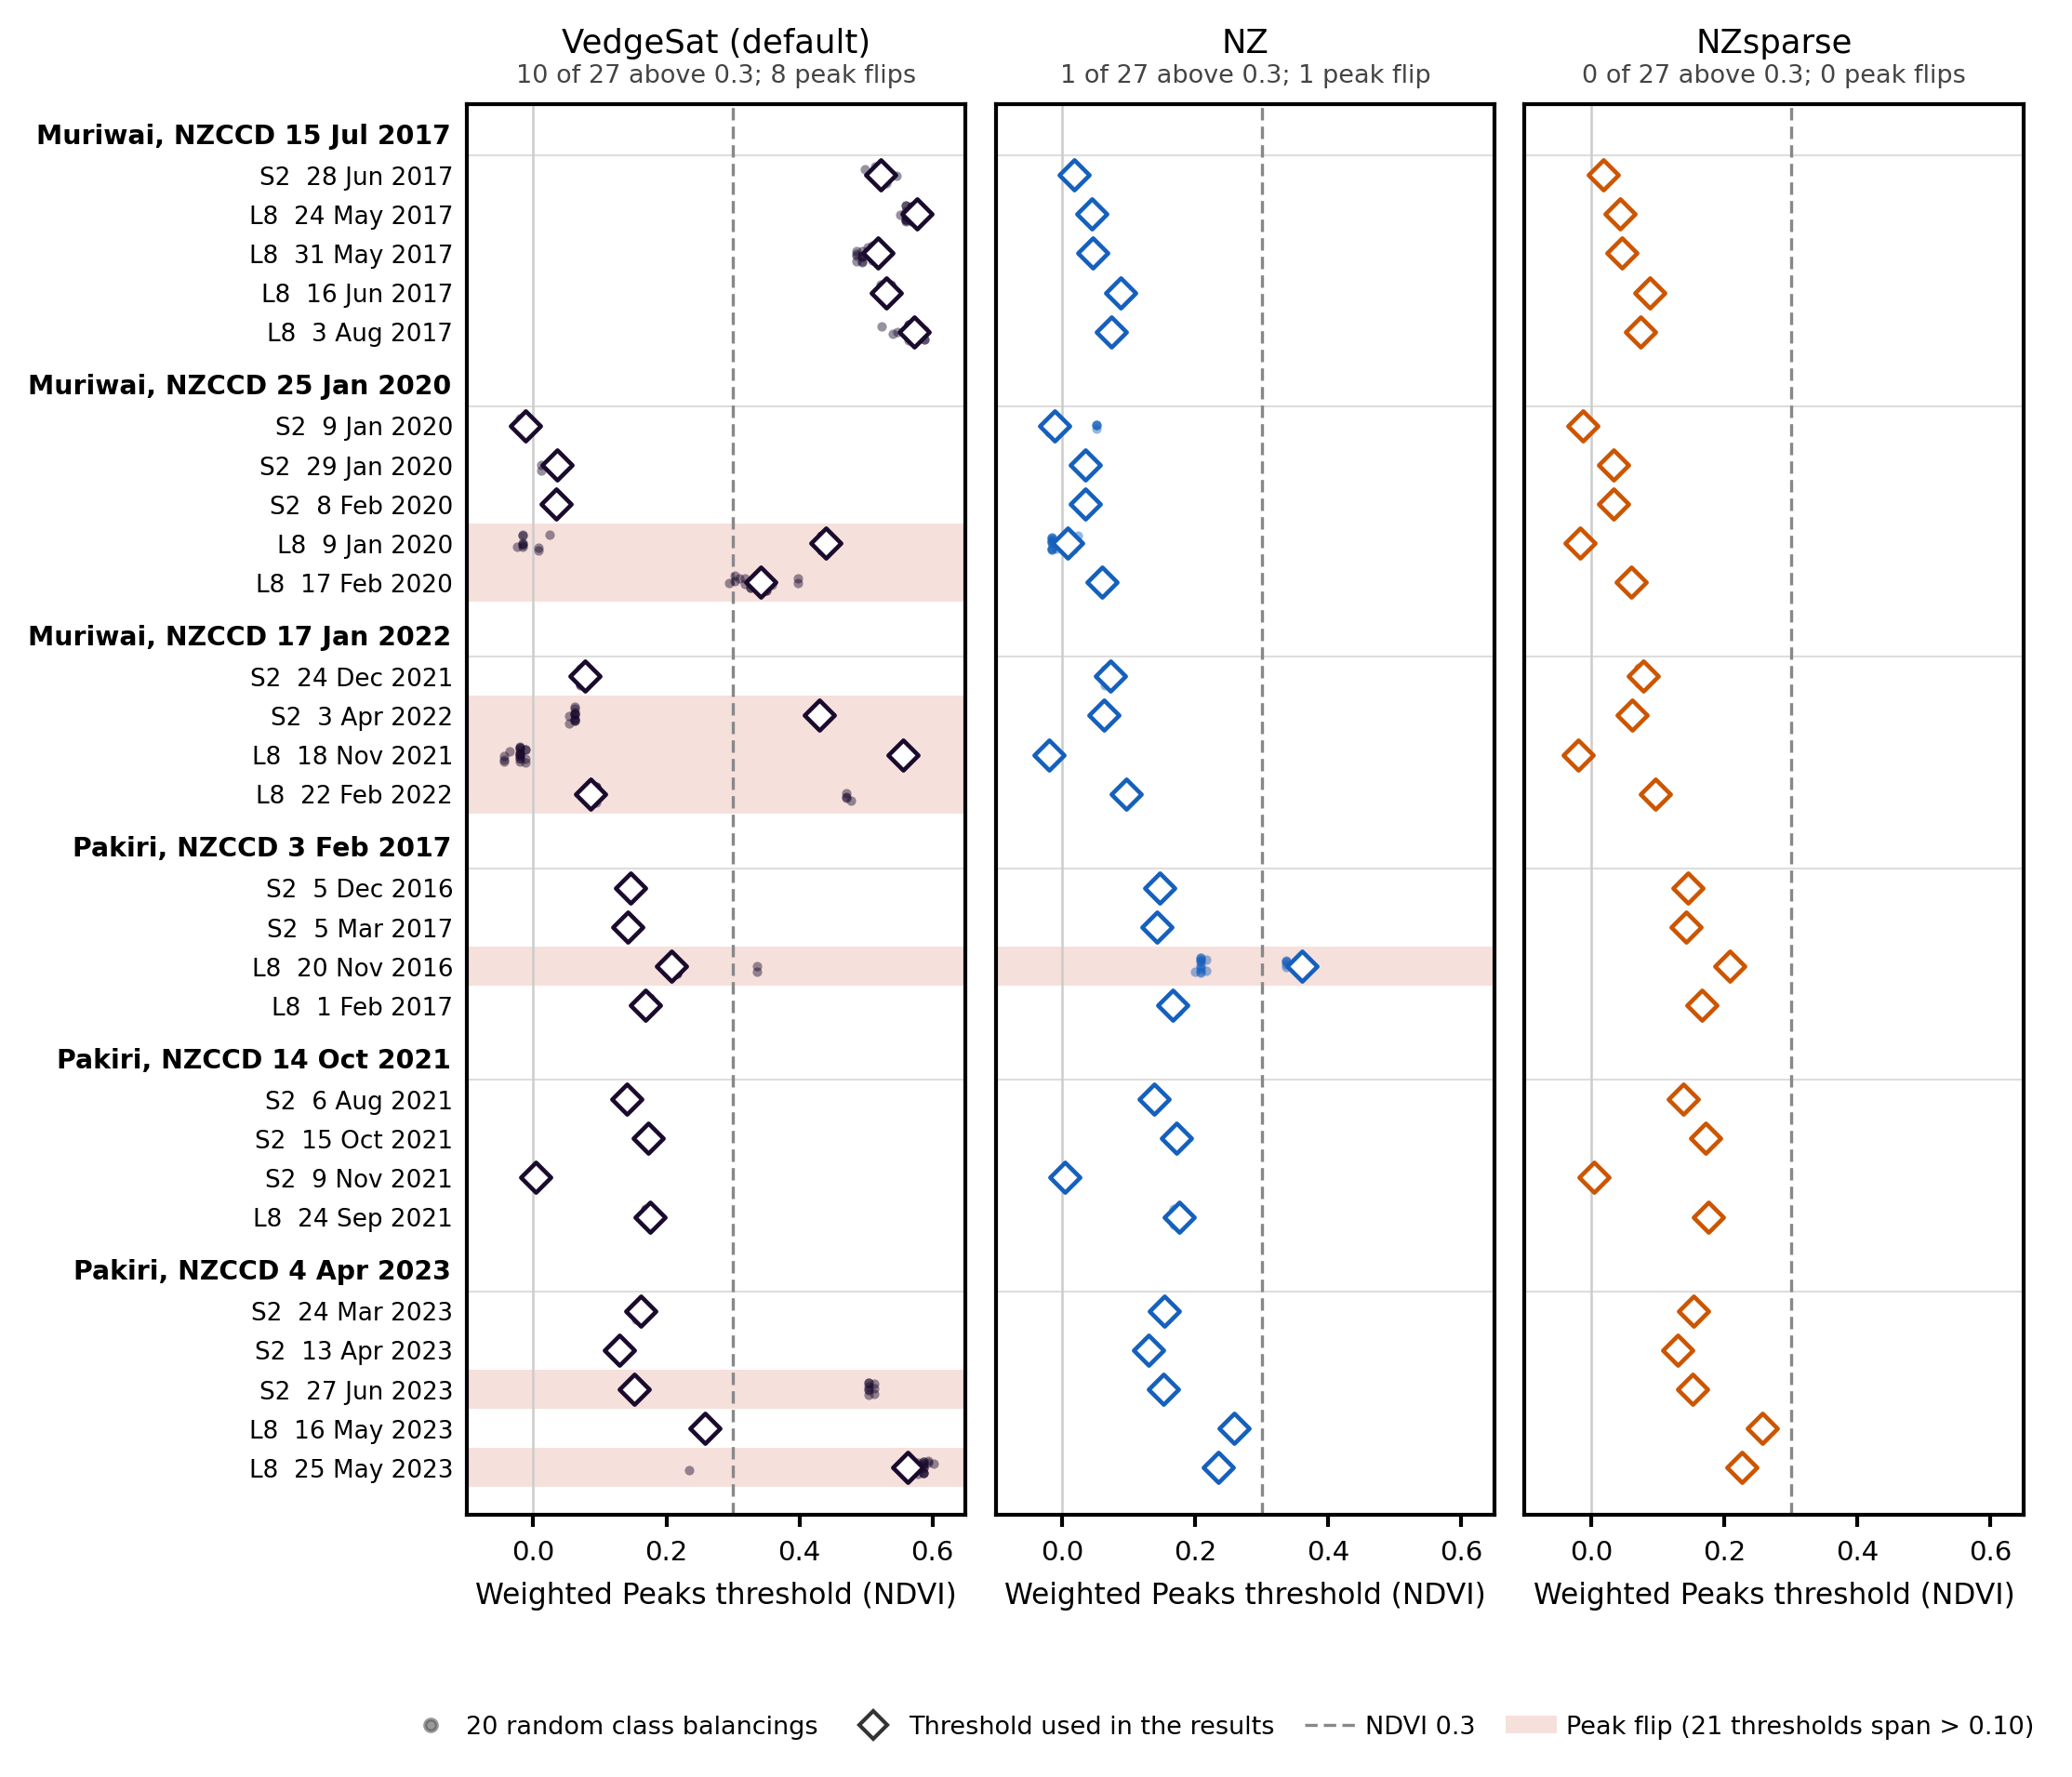 VedgeSat (default)
10 of 27 above 0.3; 8 peak flips
NZ
1 of 27 above 0.3; 1 peak flip
NZsparse
0 of 27 above 0.3; 0 peak flips
Muriwai, NZCCD 15 Jul 2017
S2 28 Jun 2017
L8 24 May 2017
L8 31 May 2017
L8 16 Jun 2017
L8 3 Aug 2017
Muriwai, NZCCD 25 Jan 2020
S2 9 Jan 2020
S2 29 Jan 2020
S2 8 Feb 2020
L8 9 Jan 2020
L8 17 Feb 2020
Muriwai, NZCCD 17 Jan 2022
S2 24 Dec 2021
S2 3 Apr 2022
L8 18 Nov 2021
L8 22 Feb 2022
Pakiri, NZCCD 3 Feb 2017
S2 5 Dec 2016
S2 5 Mar 2017
L8 20 Nov 2016
L8 1 Feb 2017
Pakiri, NZCCD 14 Oct 2021
S2 6 Aug 2021
S2 15 Oct 2021
S2 9 Nov 2021
L8 24 Sep 2021
Pakiri, NZCCD 4 Apr 2023
S2 24 Mar 2023
S2 13 Apr 2023
S2 27 Jun 2023
L8 16 May 2023
L8 25 May 2023
0.0 0.2 0.4 0.6
0.0 0.2 0.4 0.6
0.0 0.2 0.4 0.6
Weighted Peaks threshold (NDVI)
Weighted Peaks threshold (NDVI)
Weighted Peaks threshold (NDVI)
20 random class balancings
Threshold used in the results
NDVI 0.3
Peak flip (21 thresholds span > 0.10)